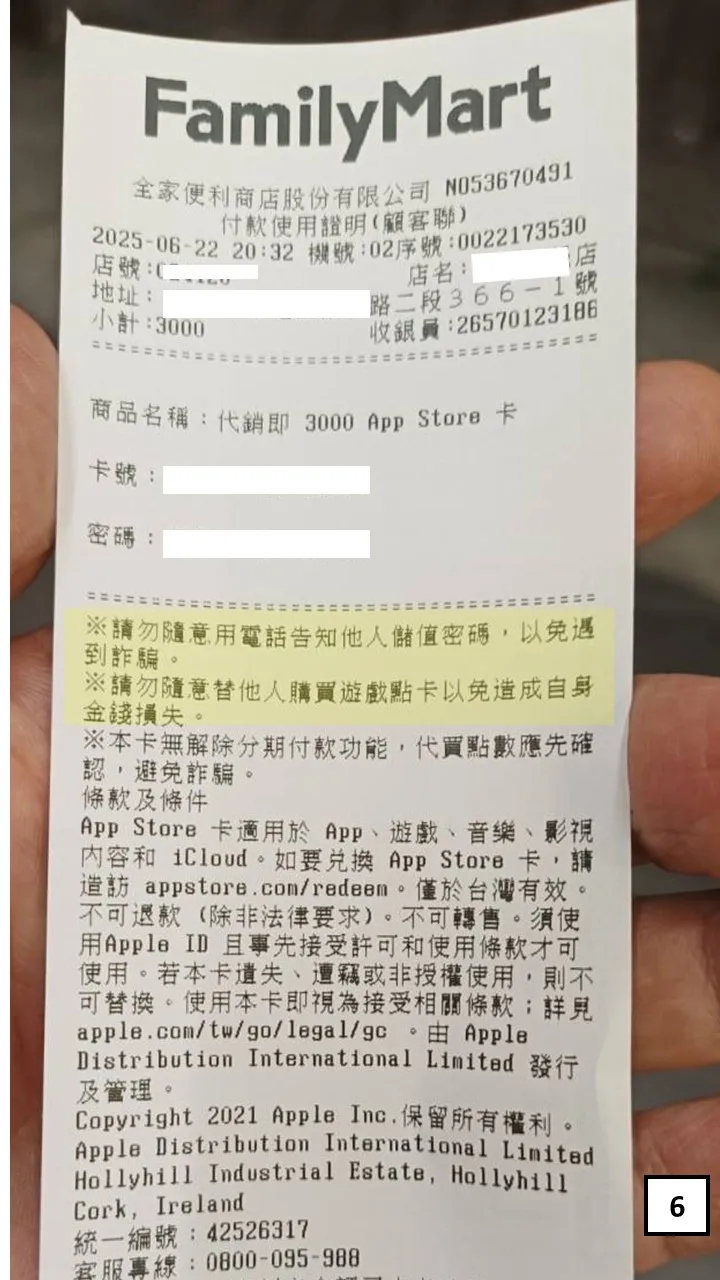 FamilyMart
全家便利商店股份有限公司 N053670491
付款使用證明(顧客聯)
2025-06-22 20:32 機號:02序號:0022173530
店號: 店名: 店
地址: 路二段366-1號
小計:3000 收銀員:26570123186
商品名稱:代銷即 3000 App Store 卡
卡號:
密碼:
※請勿隨意用電話告知他人儲值密碼,以免遇
到詐騙。
※請勿隨意替他人購買遊戲點卡以免造成自身
金錢損失。
※本卡無解除分期付款功能,代買點數應先確
認,避免詐騙。
條款及條件
App Store 卡適用於 App、遊戲、音樂、影視
內容和 iCloud。如要兌換 App Store 卡,請
造訪 appstore.com/redeem。僅於台灣有效。
不可退款 (除非法律要求)。不可轉售。須使
用Apple ID 且事先接受許可和使用條款才可
使用。若本卡遺失、遭竊或非授權使用,則不
可替換。使用本卡即視為接受相關條款;詳見
apple.com/tw/go/legal/gc 。由 Apple
Distribution International Limited 發行
及管理。
Copyright 2021 Apple Inc.保留所有權利。
Apple Distribution International Limited
Hollyhill Industrial Estate, Hollyhill
Cork, Ireland
統一編號:42526317
客服專線:0800-095-988
6